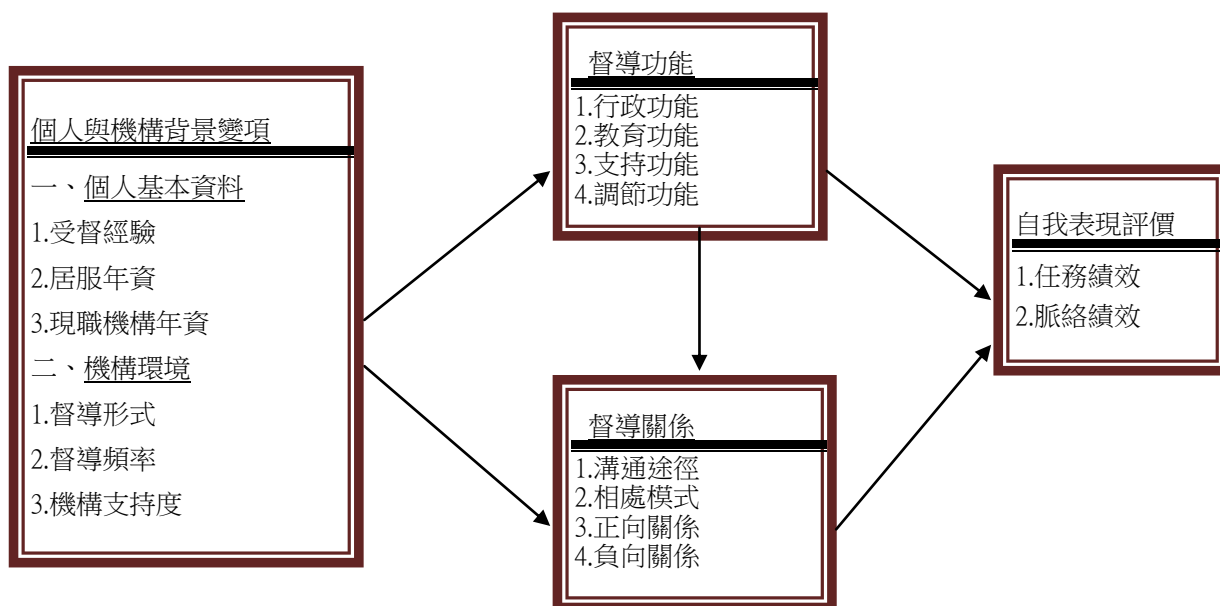 個人與機構背景變項
一、個人基本資料
1.受督經驗
2.居服年資
3.現職機構年資
二、機構環境
1.督導形式
2.督導頻率
3.機構支持度
督導功能
1.行政功能
2.教育功能
3.支持功能
4.調節功能
督導關係
1.溝通途徑
2.相處模式
3.正向關係
4.負向關係
自我表現評價
1.任務績效
2.脈絡績效